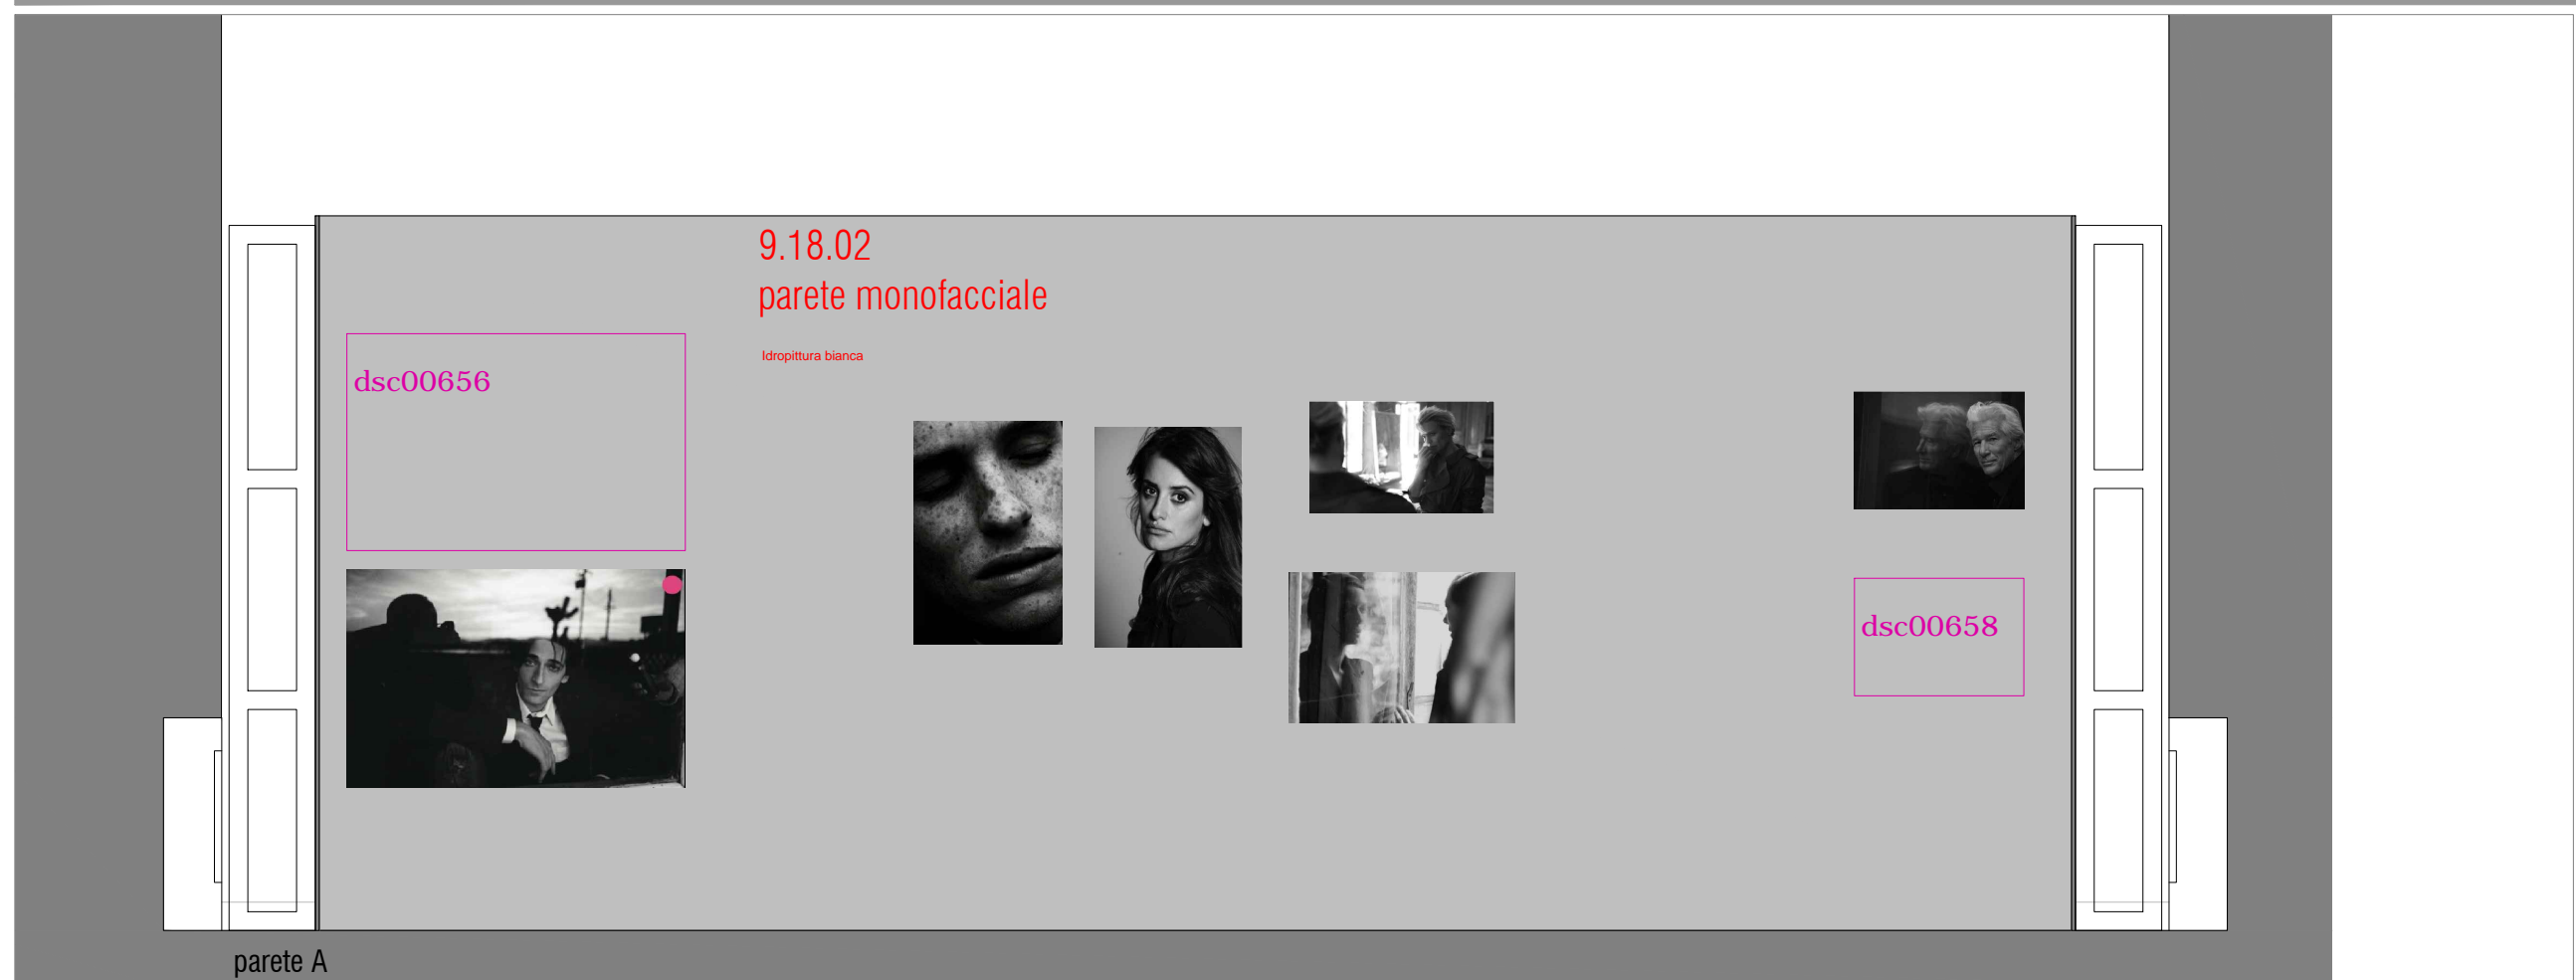 9.18.02
parete monofacciale
Idropittura bianca
dsc00656
dsc00658
parete A